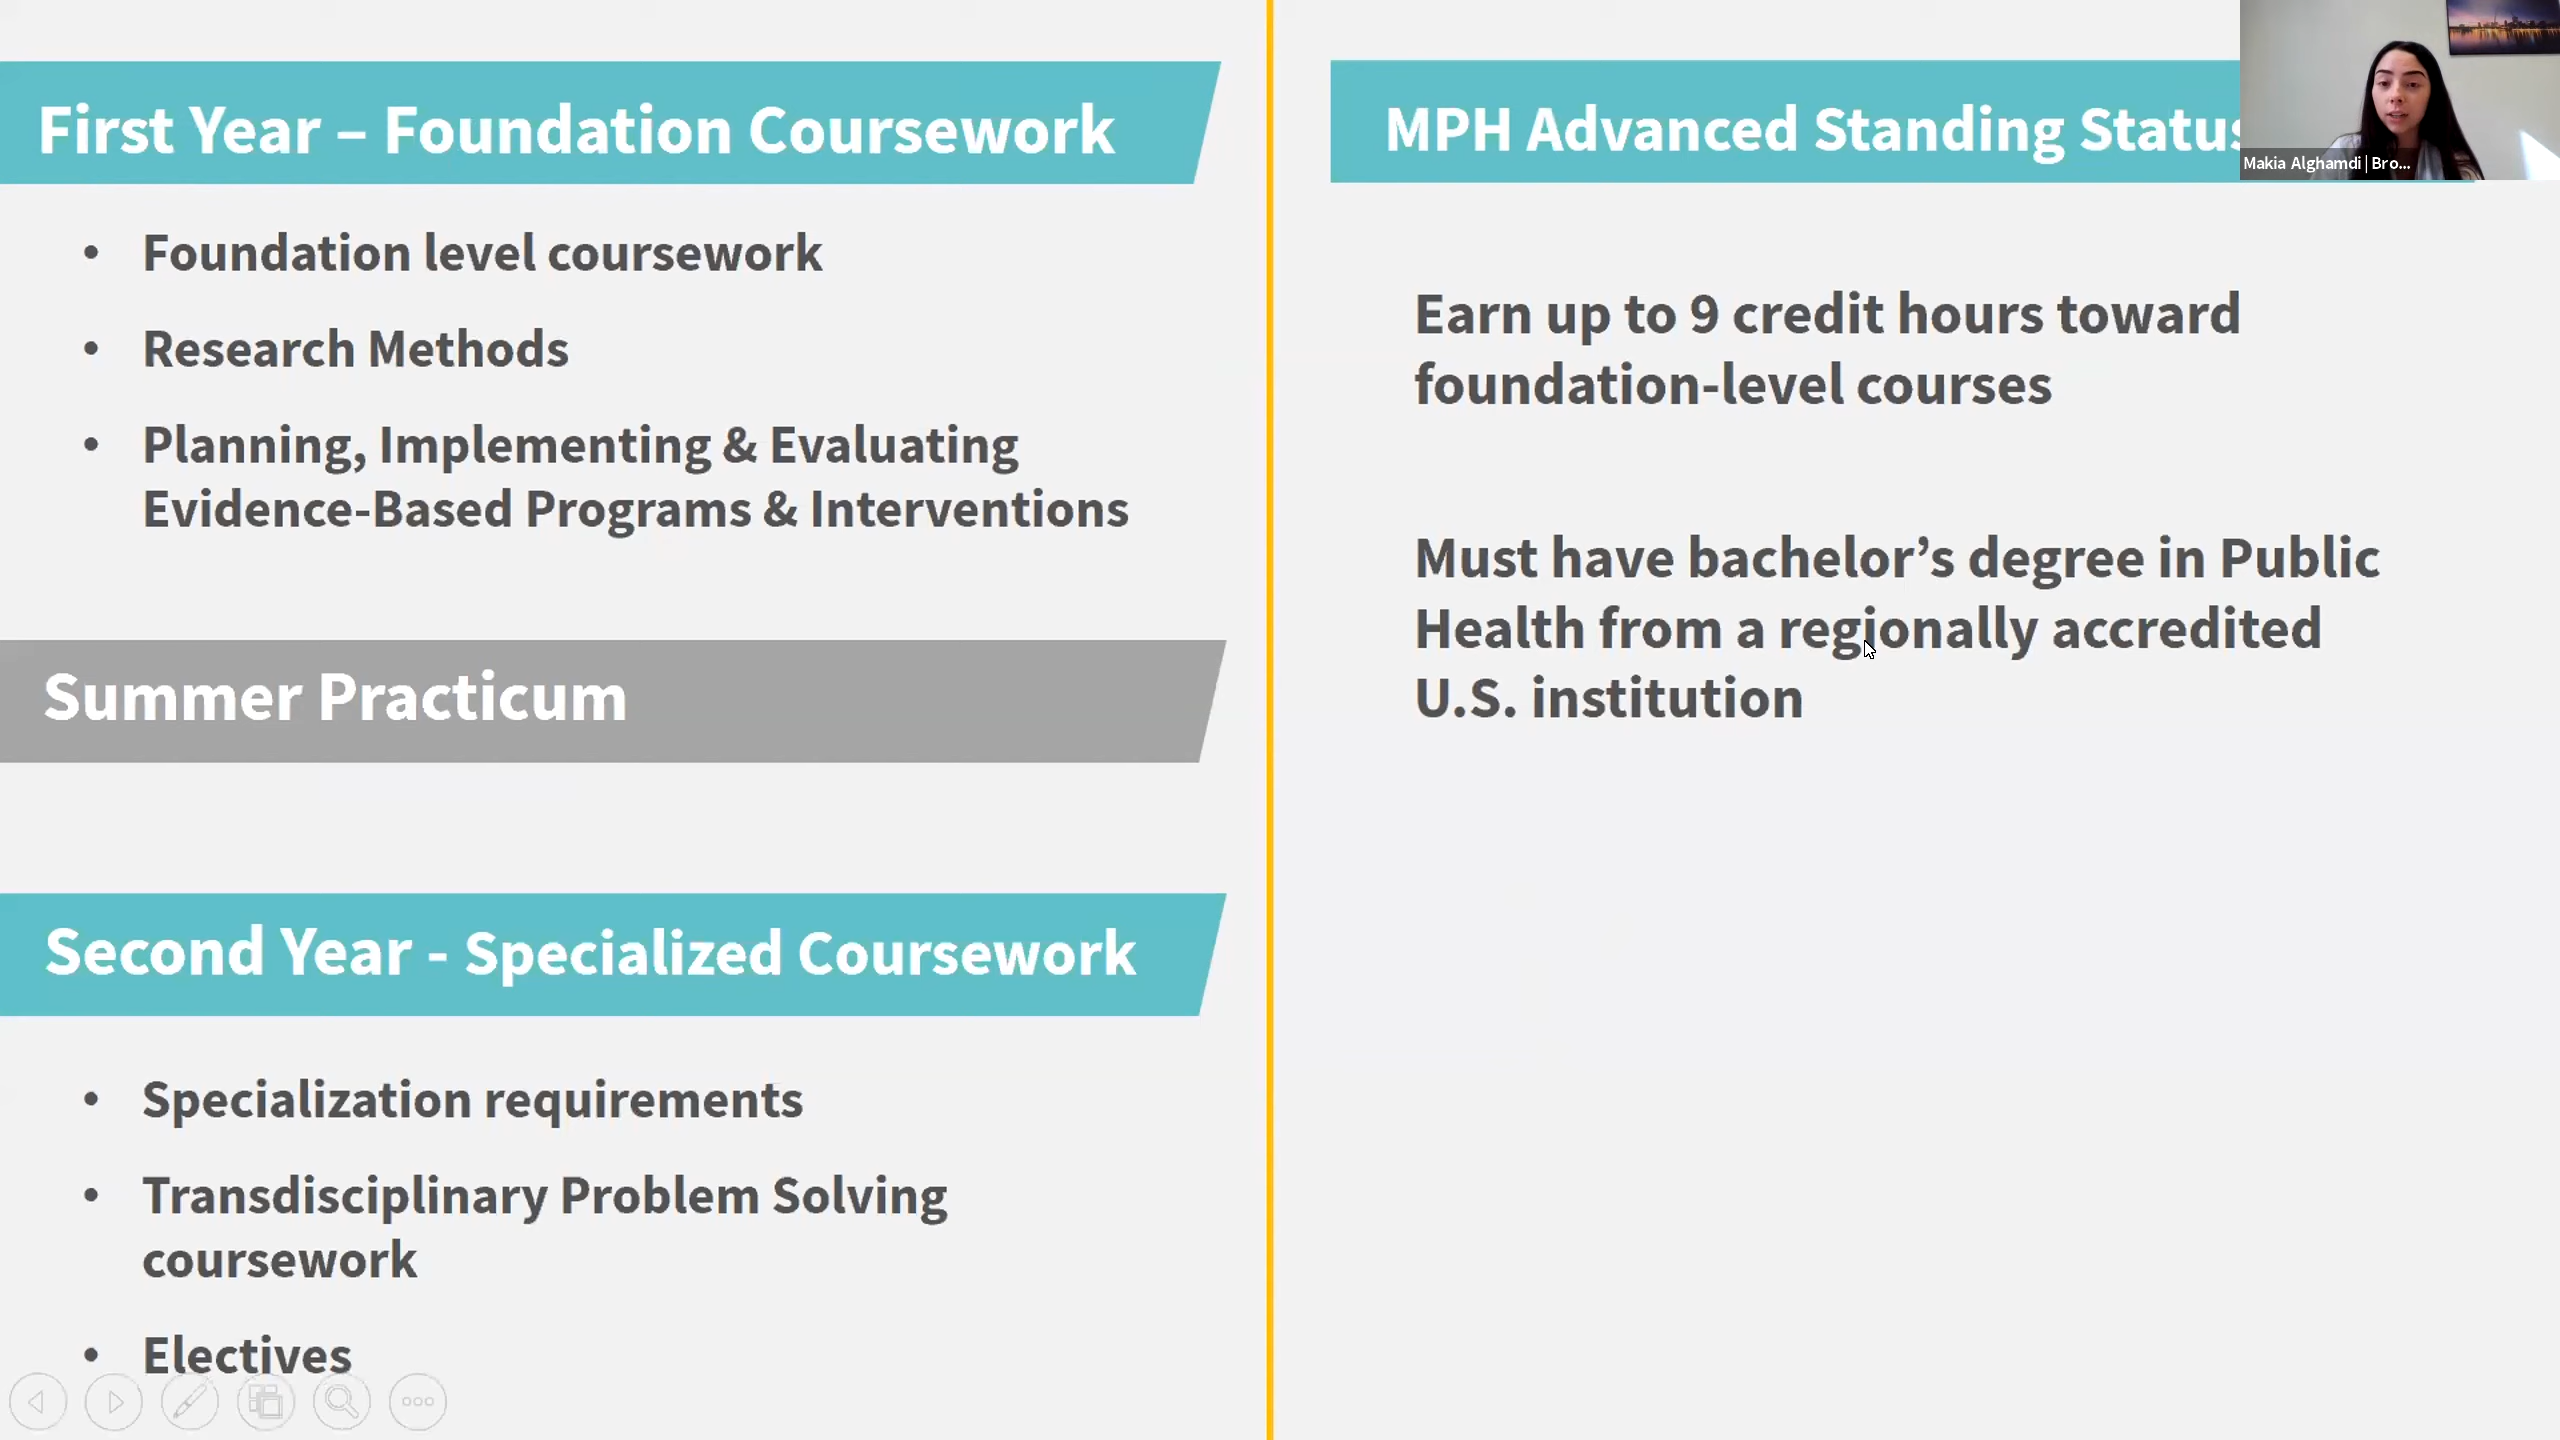 First Year – Foundation Coursework
• Foundation level coursework
• Research Methods
• Planning, Implementing & Evaluating
Evidence-Based Programs & Interventions
Summer Practicum
Second Year - Specialized Coursework
• Specialization requirements
• Transdisciplinary Problem Solving
coursework
• Electives
MPH Advanced Standing Status
Earn up to 9 credit hours toward
foundation-level courses
Must have bachelor’s degree in Public
Health from a regionally accredited
U.S. institution
Makia Alghamdi | Bro...